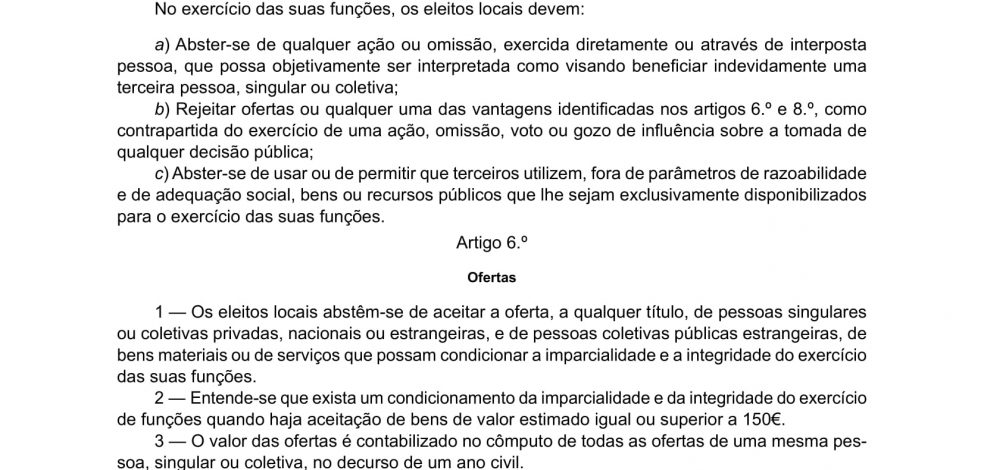 No exercício das suas funções, os eleitos locais devem:
a) Abster-se de qualquer ação ou omissão, exercida diretamente ou através de interposta
pessoa, que possa objetivamente ser interpretada como visando beneficiar indevidamente uma
terceira pessoa, singular ou coletiva;
b) Rejeitar ofertas ou qualquer uma das vantagens identificadas nos artigos 6.º e 8.º, como
contrapartida do exercício de uma ação, omissão, voto ou gozo de influência sobre a tomada de
qualquer decisão pública;
c) Abster-se de usar ou de permitir que terceiros utilizem, fora de parâmetros de razoabilidade
e de adequação social, bens ou recursos públicos que lhe sejam exclusivamente disponibilizados
para o exercício das suas funções.
Artigo 6.º
Ofertas
1 — Os eleitos locais abstêm-se de aceitar a oferta, a qualquer título, de pessoas singulares
ou coletivas privadas, nacionais ou estrangeiras, e de pessoas coletivas públicas estrangeiras, de
bens materiais ou de serviços que possam condicionar a imparcialidade e a integridade do exercício
das suas funções.
2 — Entende-se que exista um condicionamento da imparcialidade e da integridade do exercício
de funções quando haja aceitação de bens de valor estimado igual ou superior a 150€.
3 — O valor das ofertas é contabilizado no cômputo de todas as ofertas de uma mesma pes-
soa, singular ou coletiva, no decurso de um ano civil.